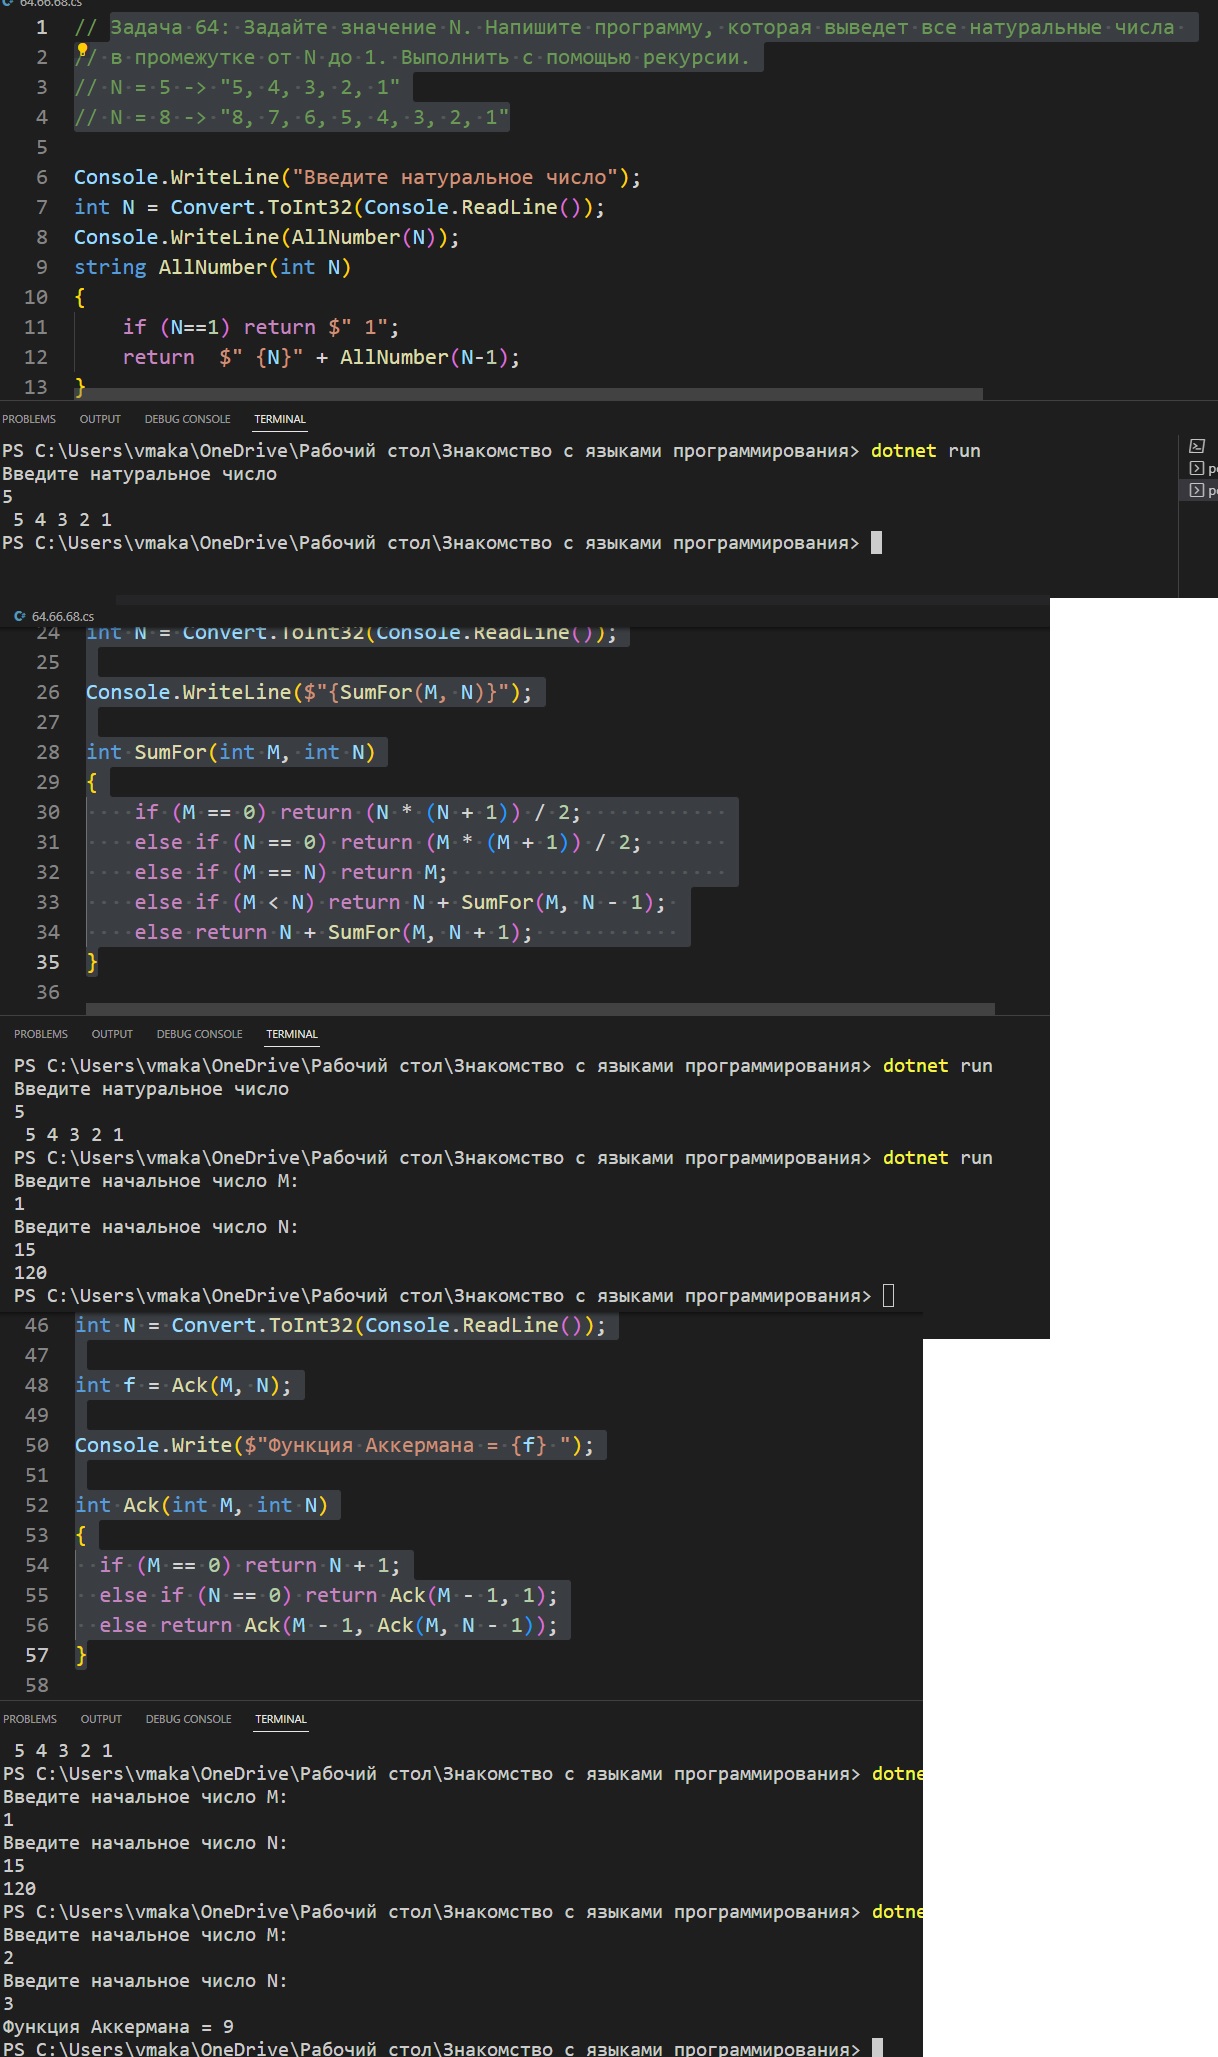 64.66.68.cs
1 // Задача 64: Задайте значение N. Напишите программу, которая выведет все натуральные числа
2 // в промежутке от N до 1. Выполнить с помощью рекурсии.
3 // N = 5 -> "5, 4, 3, 2, 1"
4 // N = 8 -> "8, 7, 6, 5, 4, 3, 2, 1"
5
6 Console.WriteLine("Введите натуральное число");
7 int N = Convert.ToInt32(Console.ReadLine());
8 Console.WriteLine(AllNumber(N));
9 string AllNumber(int N)
10 {
11 if (N==1) return $" 1";
12 return $" {N}" + AllNumber(N-1);
13 }
PROBLEMS OUTPUT DEBUG CONSOLE TERMINAL
PS C:\Users\vmaka\OneDrive\Рабочий стол\Знакомство с языками программирования> dotnet run
Введите натуральное число
5
5 4 3 2 1
PS C:\Users\vmaka\OneDrive\Рабочий стол\Знакомство с языками программирования>
64.66.68.cs
24 int N = Convert.ToInt32(Console.ReadLine());
25
26 Console.WriteLine($"{SumFor(M, N)}");
27
28 int SumFor(int M, int N)
29 {
30 if (M == 0) return (N * (N + 1)) / 2;
31 else if (N == 0) return (M * (M + 1)) / 2;
32 else if (M == N) return M;
33 else if (M < N) return N + SumFor(M, N - 1);
34 else return N + SumFor(M, N + 1);
35 }
36
PROBLEMS OUTPUT DEBUG CONSOLE TERMINAL
PS C:\Users\vmaka\OneDrive\Рабочий стол\Знакомство с языками программирования> dotnet run
Введите натуральное число
5
5 4 3 2 1
PS C:\Users\vmaka\OneDrive\Рабочий стол\Знакомство с языками программирования> dotnet run
Введите начальное число M:
1
Введите начальное число N:
15
120
PS C:\Users\vmaka\OneDrive\Рабочий стол\Знакомство с языками программирования>
46 int N = Convert.ToInt32(Console.ReadLine());
47
48 int f = Ack(M, N);
49
50 Console.Write($"Функция Аккермана = {f} ");
51
52 int Ack(int M, int N)
53 {
54 if (M == 0) return N + 1;
55 else if (N == 0) return Ack(M - 1, 1);
56 else return Ack(M - 1, Ack(M, N - 1));
57 }
58
PROBLEMS OUTPUT DEBUG CONSOLE TERMINAL
5 4 3 2 1
PS C:\Users\vmaka\OneDrive\Рабочий стол\Знакомство с языками программирования> dotne
Введите начальное число M:
1
Введите начальное число N:
15
120
PS C:\Users\vmaka\OneDrive\Рабочий стол\Знакомство с языками программирования> dotne
Введите начальное число M:
2
Введите начальное число N:
3
Функция Аккермана = 9
PS C:\Users\vmaka\OneDrive\Рабочий стол\Знакомство с языками программирования>